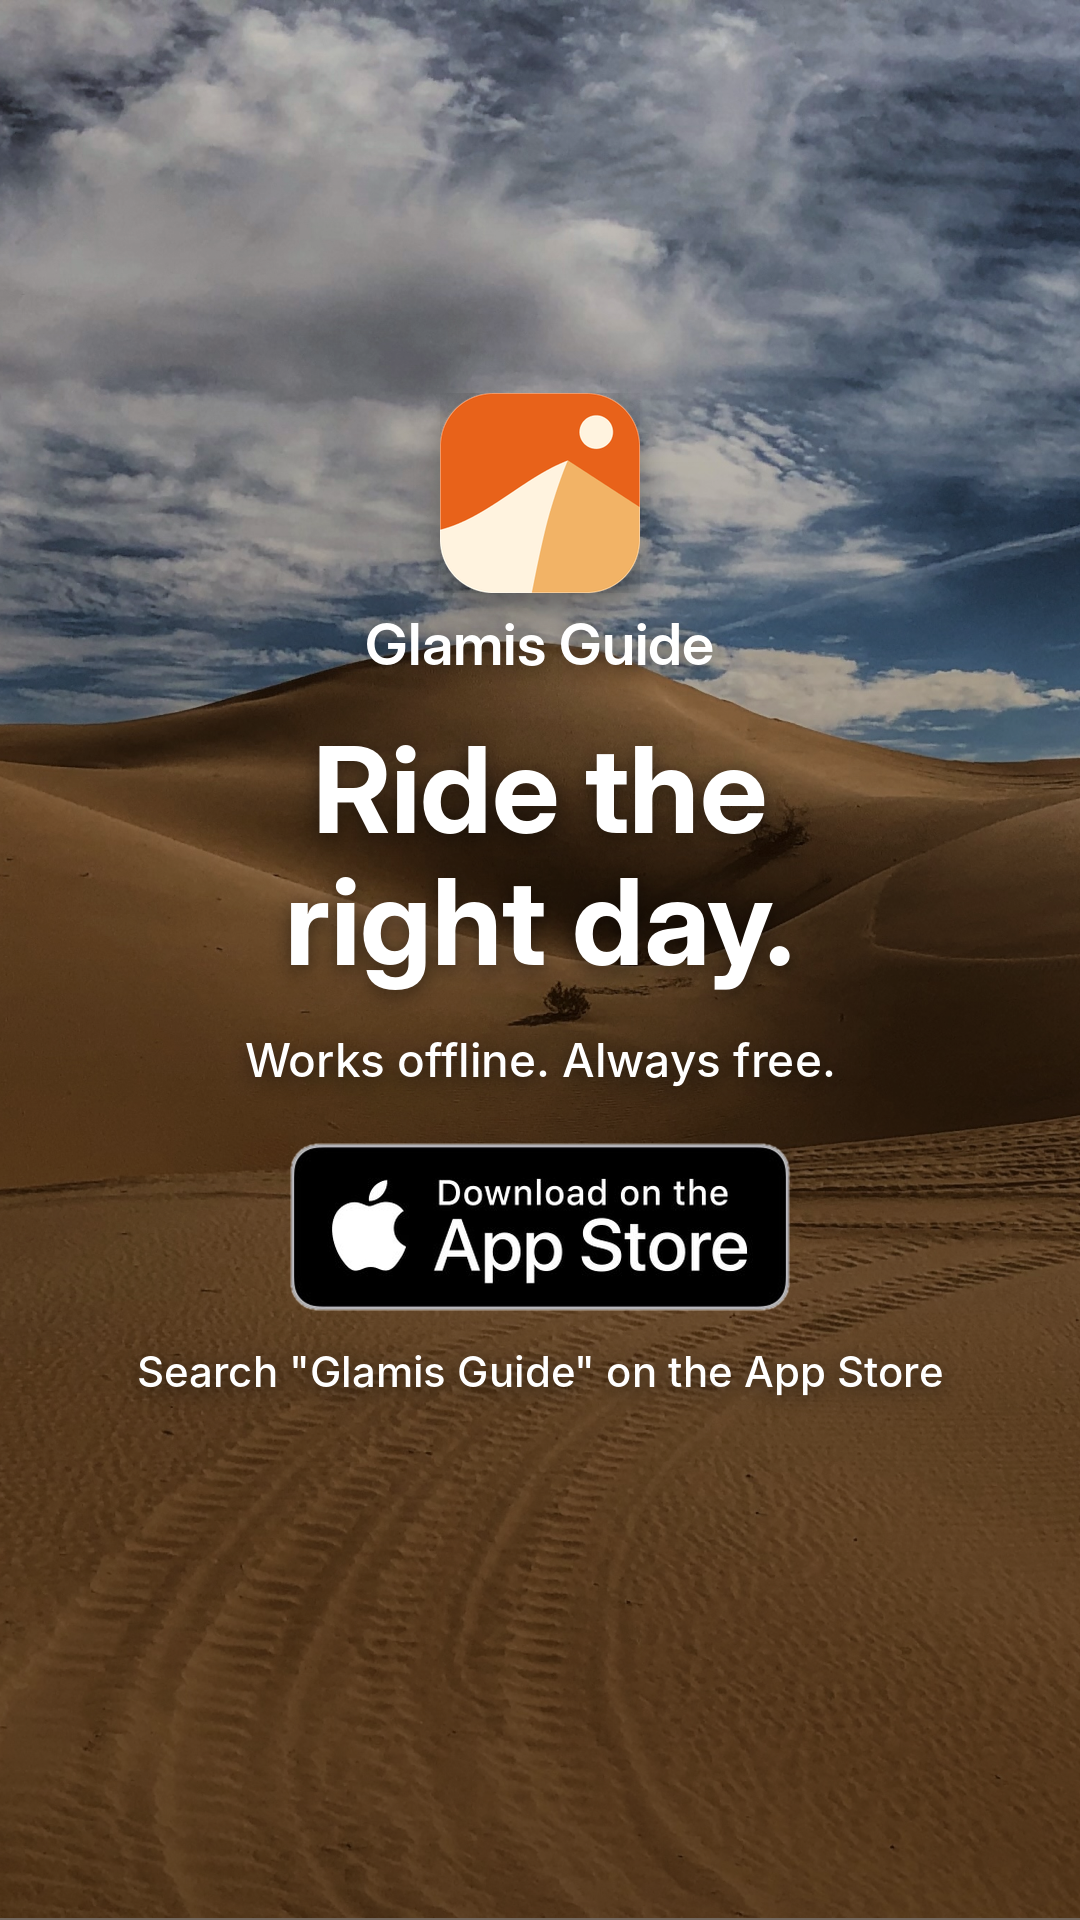 Glamis Guide
Ride the
right day.
Works offline. Always free.
Download on the
App Store
Search "Glamis Guide" on the App Store